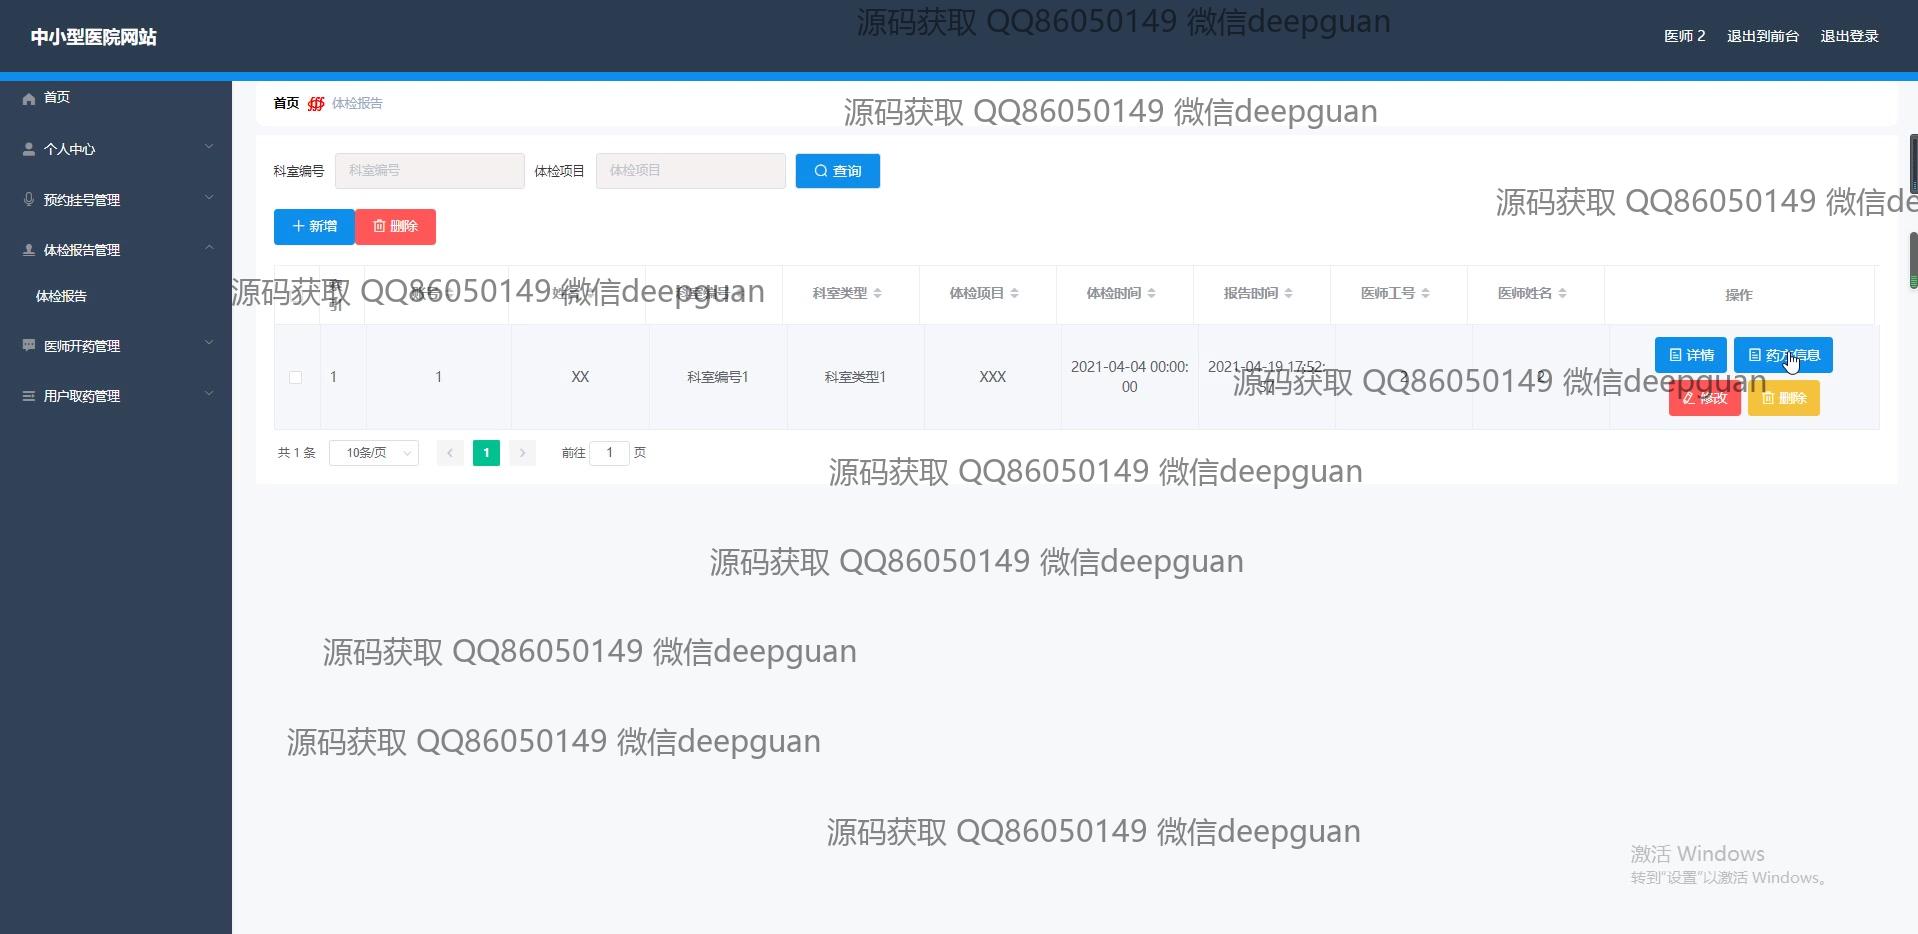 中小型医院网站
源码获取 QQ86050149 微信deepguan
医师 2
退出到前台
退出登录
首页
个人中心
预约挂号管理
体检报告管理
体检报告
医师开药管理
用户取药管理
首页
体检报告
源码获取 QQ86050149 微信deepguan
科室编号
科室编号
体检项目
体检项目
查询
源码获取 QQ86050149 微信de
新增
删除
源码获取 QQ86050149 微信deepguan
索引
账号
姓名
科室编号
科室类型
体检项目
体检时间
报告时间
医师工号
医师姓名
操作
1
1
XX
科室编号1
科室类型1
XXX
2021-04-04 00:00:
00
2021-04-19 17:52:
2
2
详情
药方信息
修改
删除
源码获取 QQ86050149 微信deepguan
共 1 条
10条/页
1
前往
1
页
源码获取 QQ86050149 微信deepguan
源码获取 QQ86050149 微信deepguan
源码获取 QQ86050149 微信deepguan
源码获取 QQ86050149 微信deepguan
源码获取 QQ86050149 微信deepguan
激活 Windows
转到“设置”以激活 Windows。